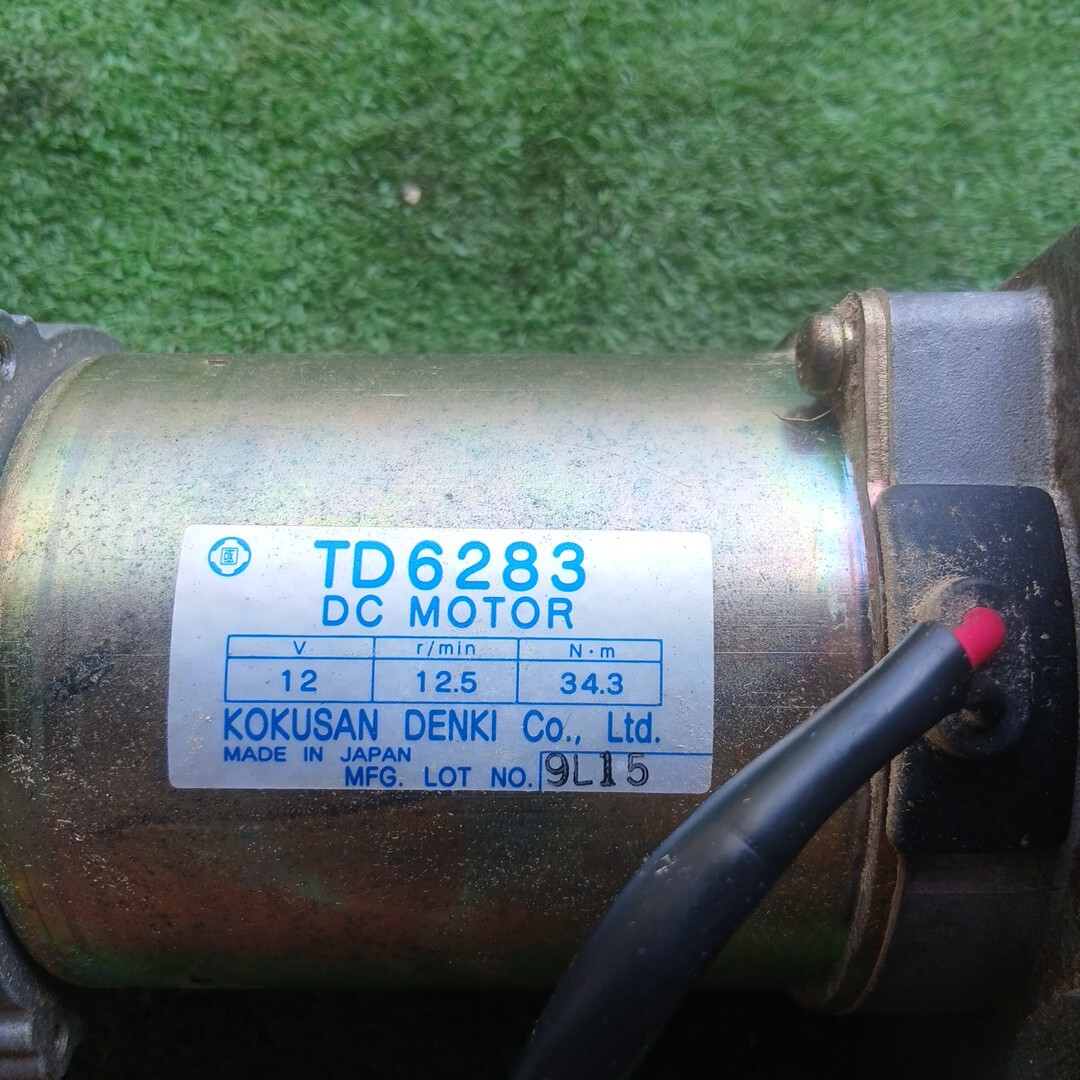 TD6283
DC MOTOR
V r/min N·m
12 12.5 34.3
KOKUSAN DENKI Co., Ltd.
MADE IN JAPAN
MFG. LOT NO. 9L15